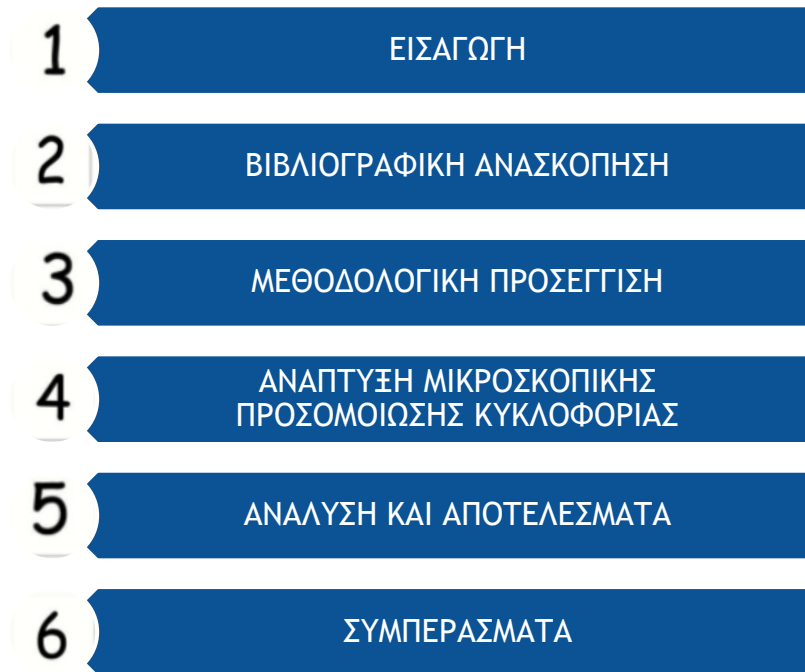 1 ΕΙΣΑΓΩΓΗ
2 ΒΙΒΛΙΟΓΡΑΦΙΚΗ ΑΝΑΣΚΟΠΗΣΗ
3 ΜΕΘΟΔΟΛΟΓΙΚΗ ΠΡΟΣΕΓΓΙΣΗ
4 ΑΝΑΠΤΥΞΗ ΜΙΚΡΟΣΚΟΠΙΚΗΣ
ΠΡΟΣΟΜΟΙΩΣΗΣ ΚΥΚΛΟΦΟΡΙΑΣ
5 ΑΝΑΛΥΣΗ ΚΑΙ ΑΠΟΤΕΛΕΣΜΑΤΑ
6 ΣΥΜΠΕΡΑΣΜΑΤΑ